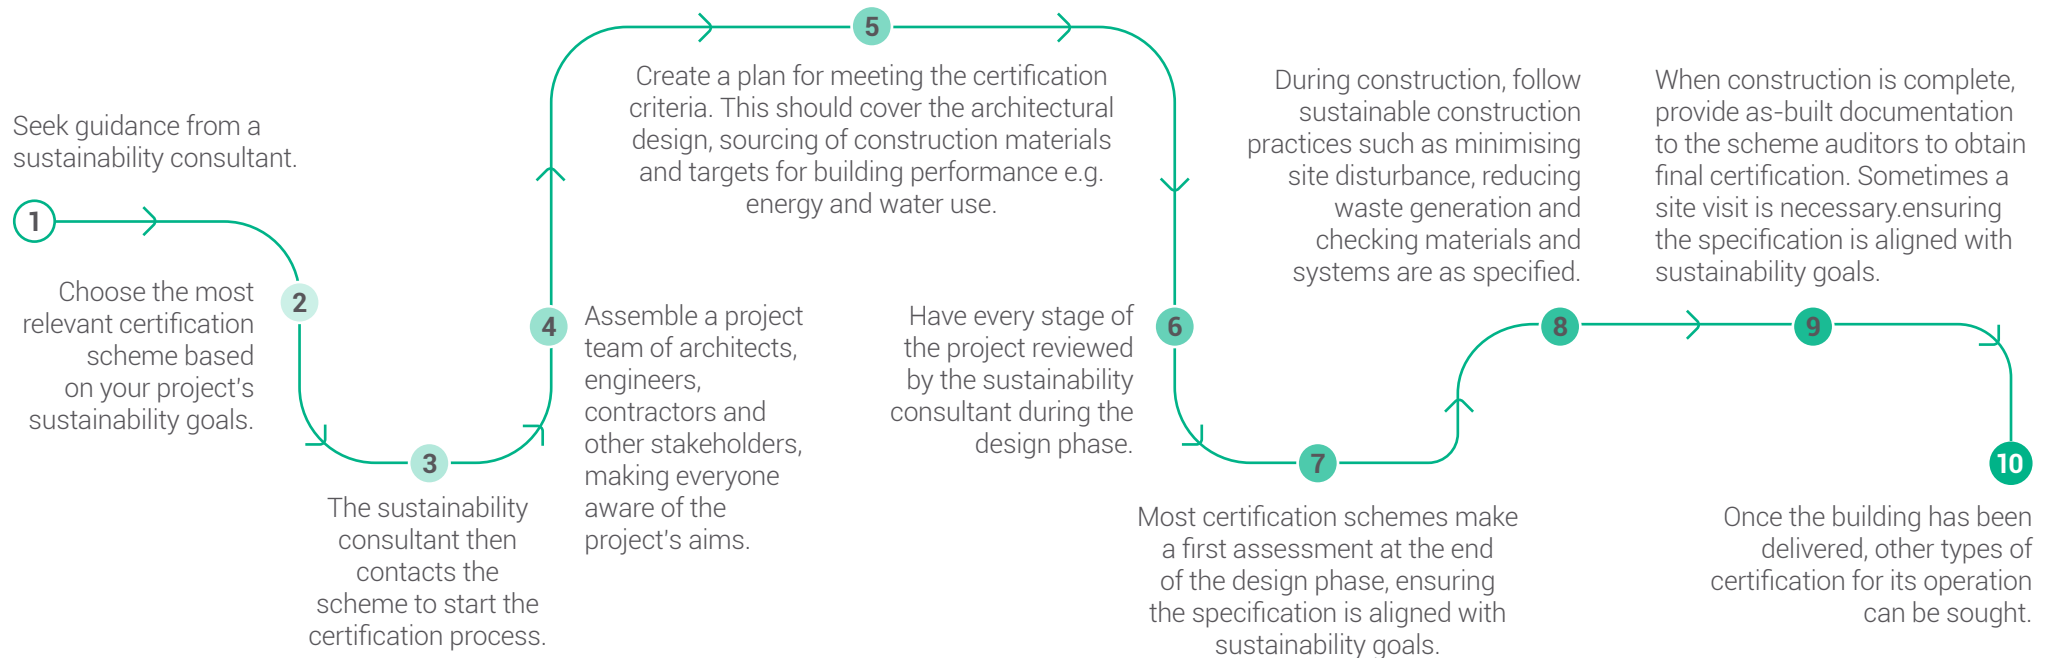 1
Seek guidance from a
sustainability consultant.
2
Choose the most
relevant certification
scheme based
on your project's
sustainability goals.
3
The sustainability
consultant then
contacts the
scheme to start the
certification process.
4
Assemble a project
team of architects,
engineers,
contractors and
other stakeholders,
making everyone
aware of the
project's aims.
5
Create a plan for meeting the certification
criteria. This should cover the architectural
design, sourcing of construction materials
and targets for building performance e.g.
energy and water use.
6
Have every stage of
the project reviewed
by the sustainability
consultant during the
design phase.
7
Most certification schemes make
a first assessment at the end
of the design phase, ensuring
the specification is aligned with
sustainability goals.
8
During construction, follow
sustainable construction
practices such as minimising
site disturbance, reducing
waste generation and
checking materials and
systems are as specified.
9
When construction is complete,
provide as-built documentation
to the scheme auditors to obtain
final certification. Sometimes a
site visit is necessary.ensuring
the specification is aligned with
sustainability goals.
10
Once the building has been
delivered, other types of
certification for its operation
can be sought.